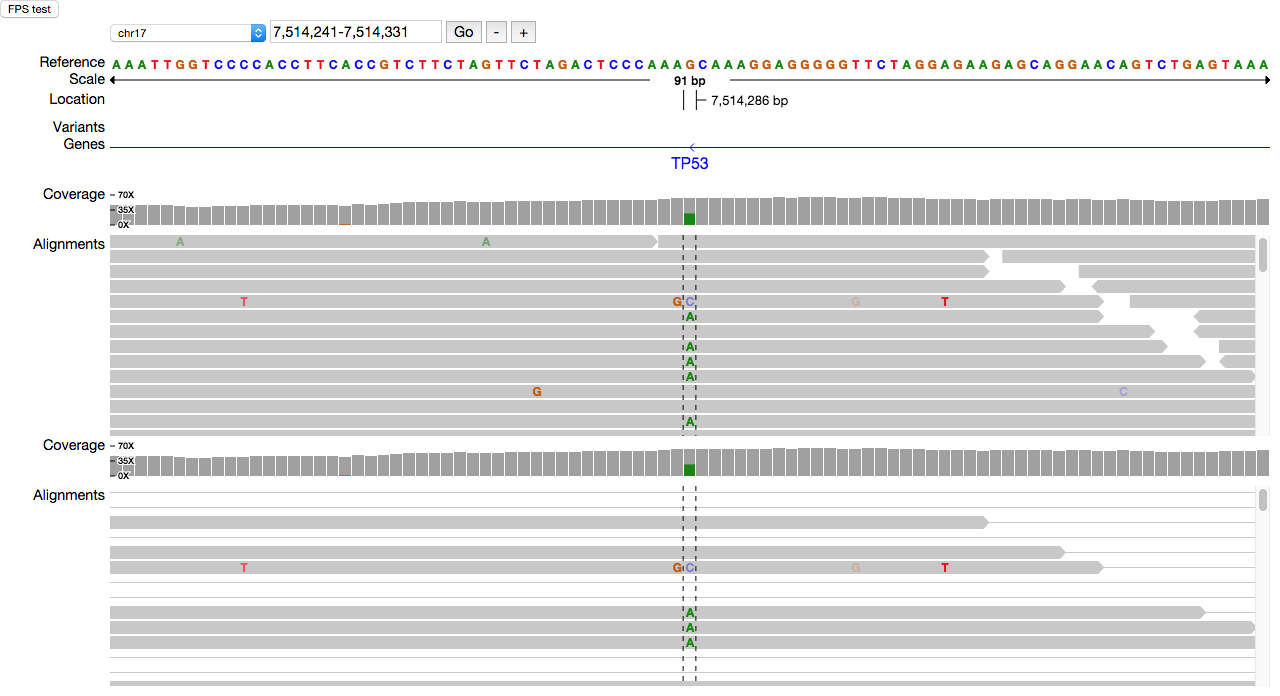 FPS test
chr17 7,514,241-7,514,331 Go - +
Reference A A A T T G G T C C C C A C C T T C A C C G T C T T C T A G T T C T A G A C T C C C A A A G C A A A G G A G G G G G T T C T A G G A G A A G A G C A G G A A C A G T C T G A G T A A A
Scale 91 bp
Location 7,514,286 bp
Variants
Genes
TP53
Coverage 70X
35X
0X
Alignments A A
T G C G T
A
A
A
A
G C
A
Coverage 70X
35X
0X
Alignments
T G C G T
A
A
A